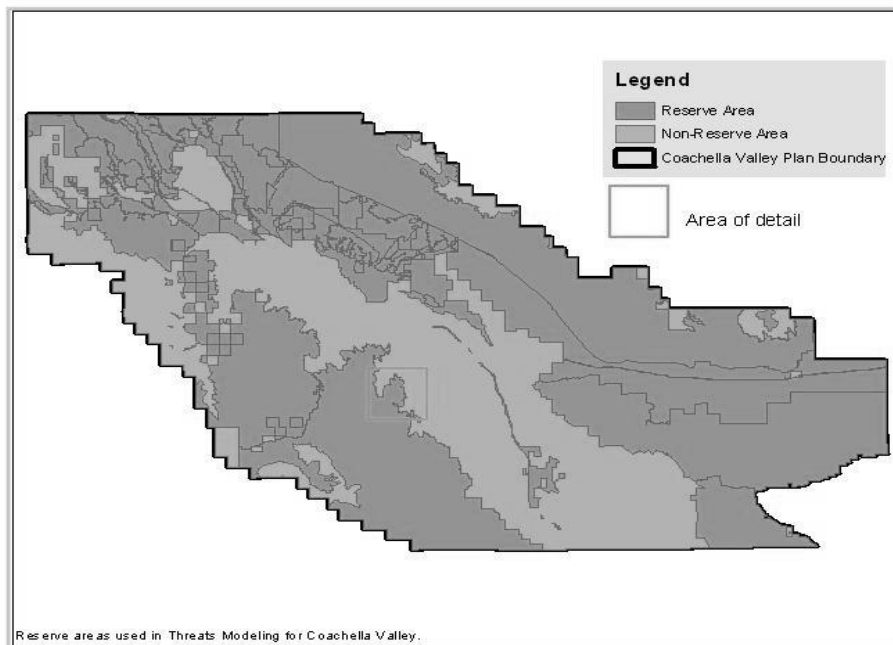 Legend
Reserve Area
Non-Reserve Area
Coachella Valley Plan Boundary
Area of detail
Reserve areas used in Threats Modeling for Coachella Valley.